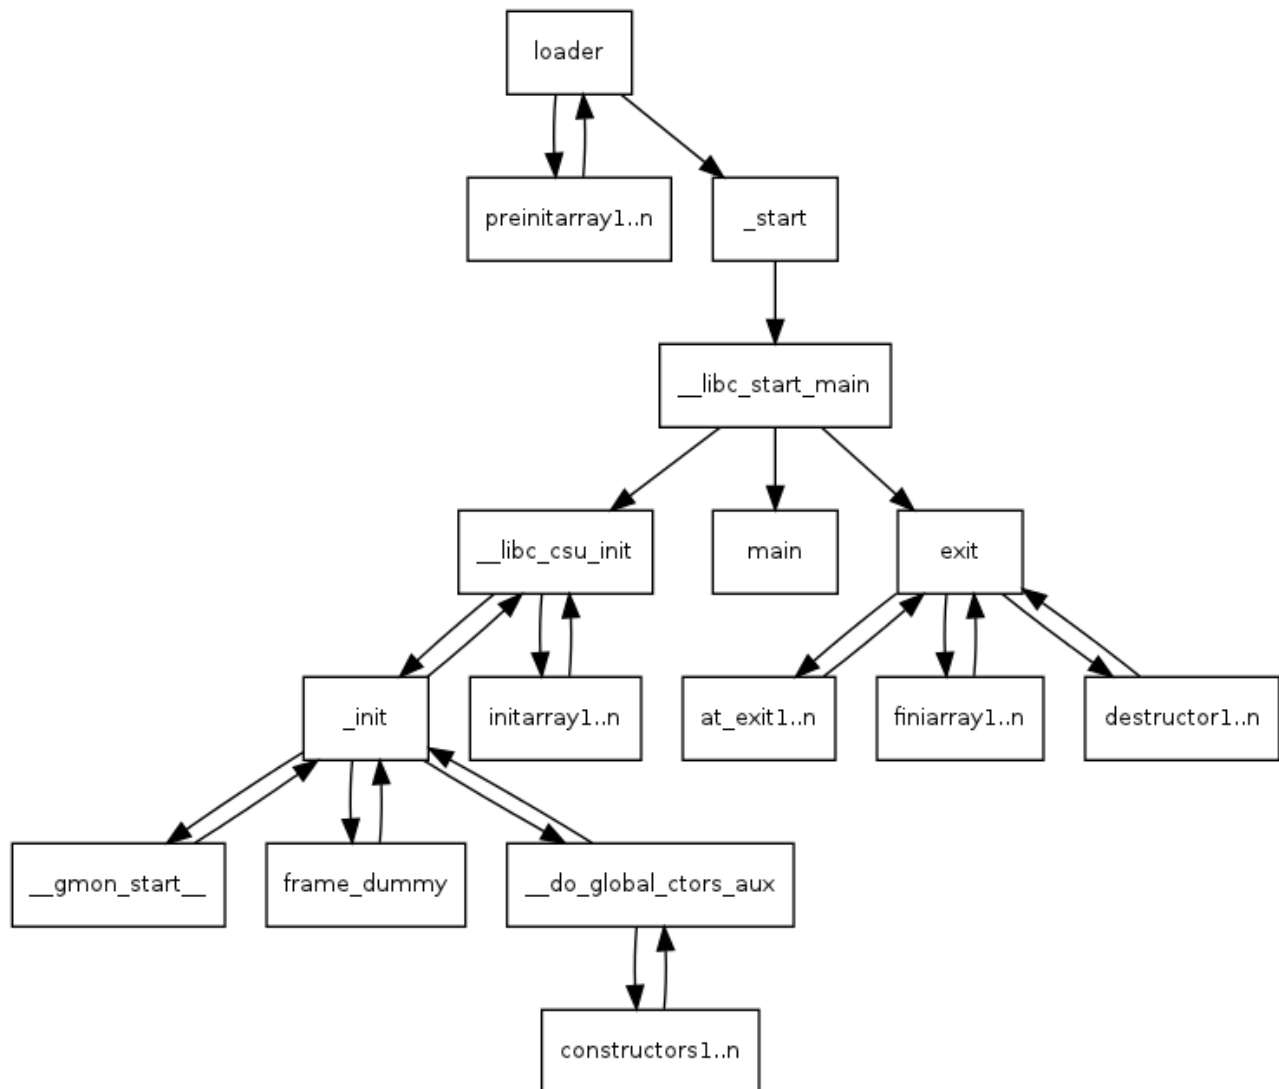 loader
preinitarray1..n
_start
__libc_start_main
__libc_csu_init
main
exit
_init
initarray1..n
at_exit1..n
finiarray1..n
destructor1..n
__gmon_start__
frame_dummy
__do_global_ctors_aux
constructors1..n